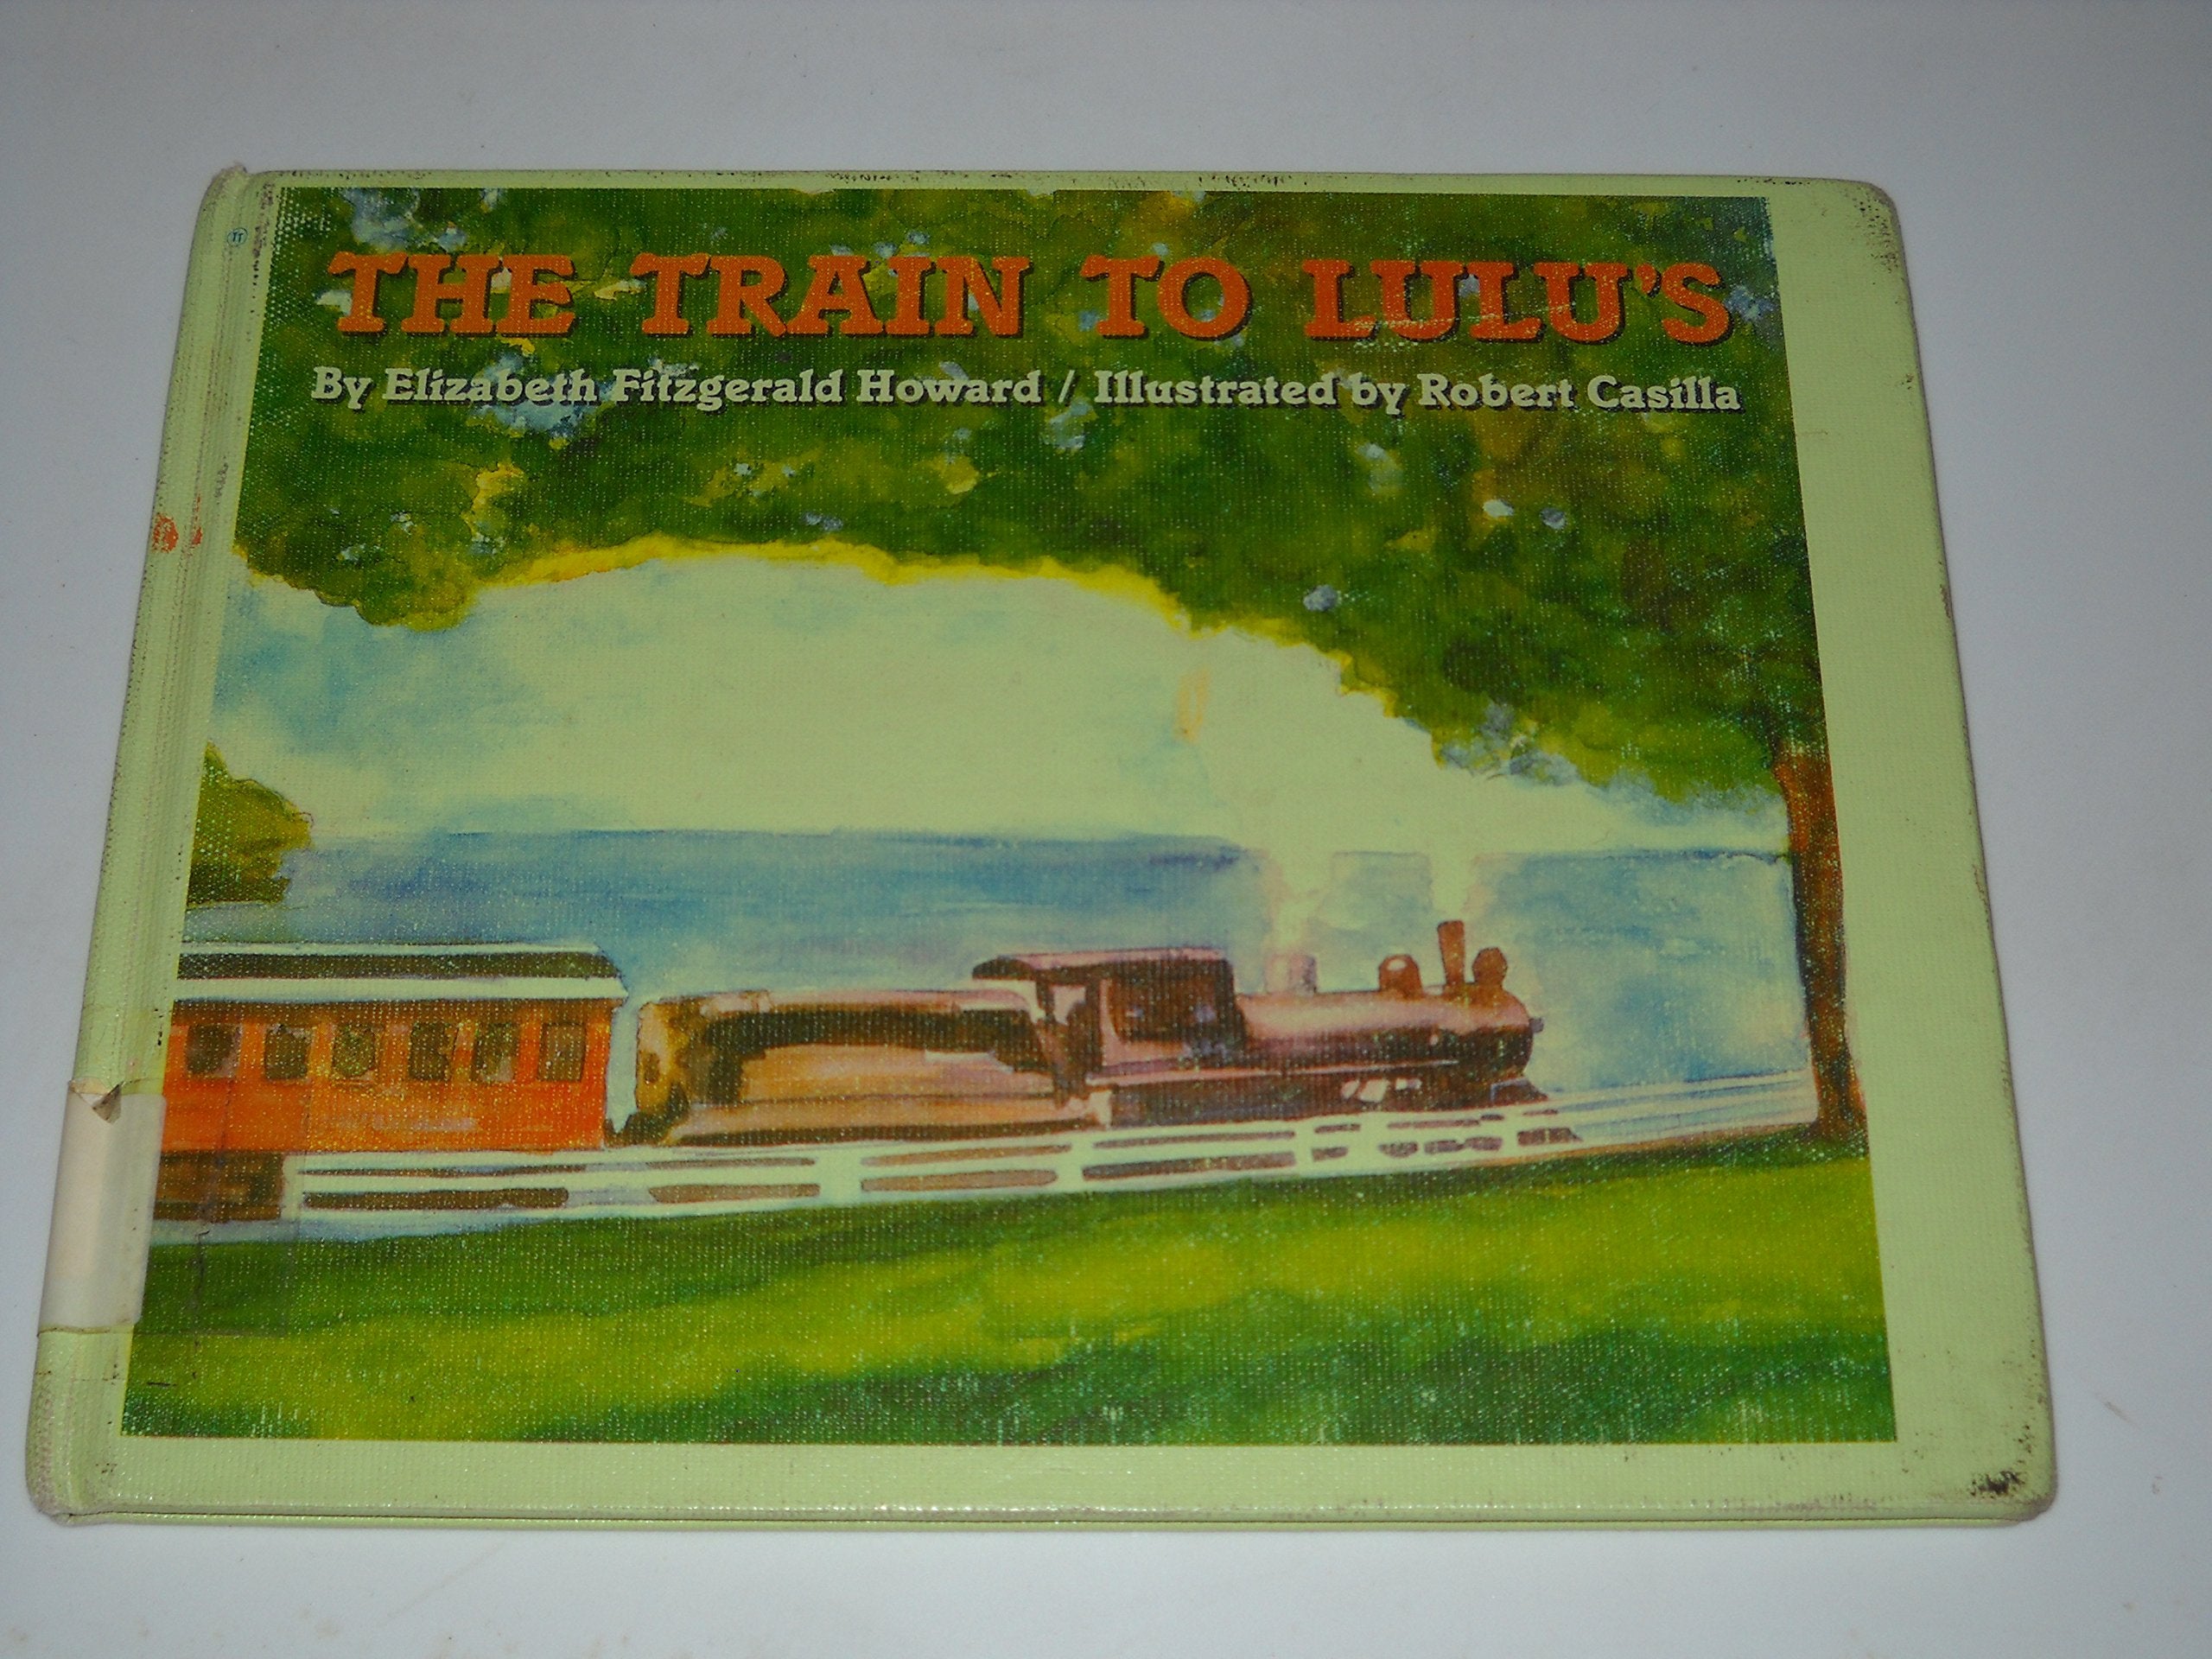 THE TRAIN TO LULU'S
By Elizabeth Fitzgerald Howard / Illustrated by Robert Casilla